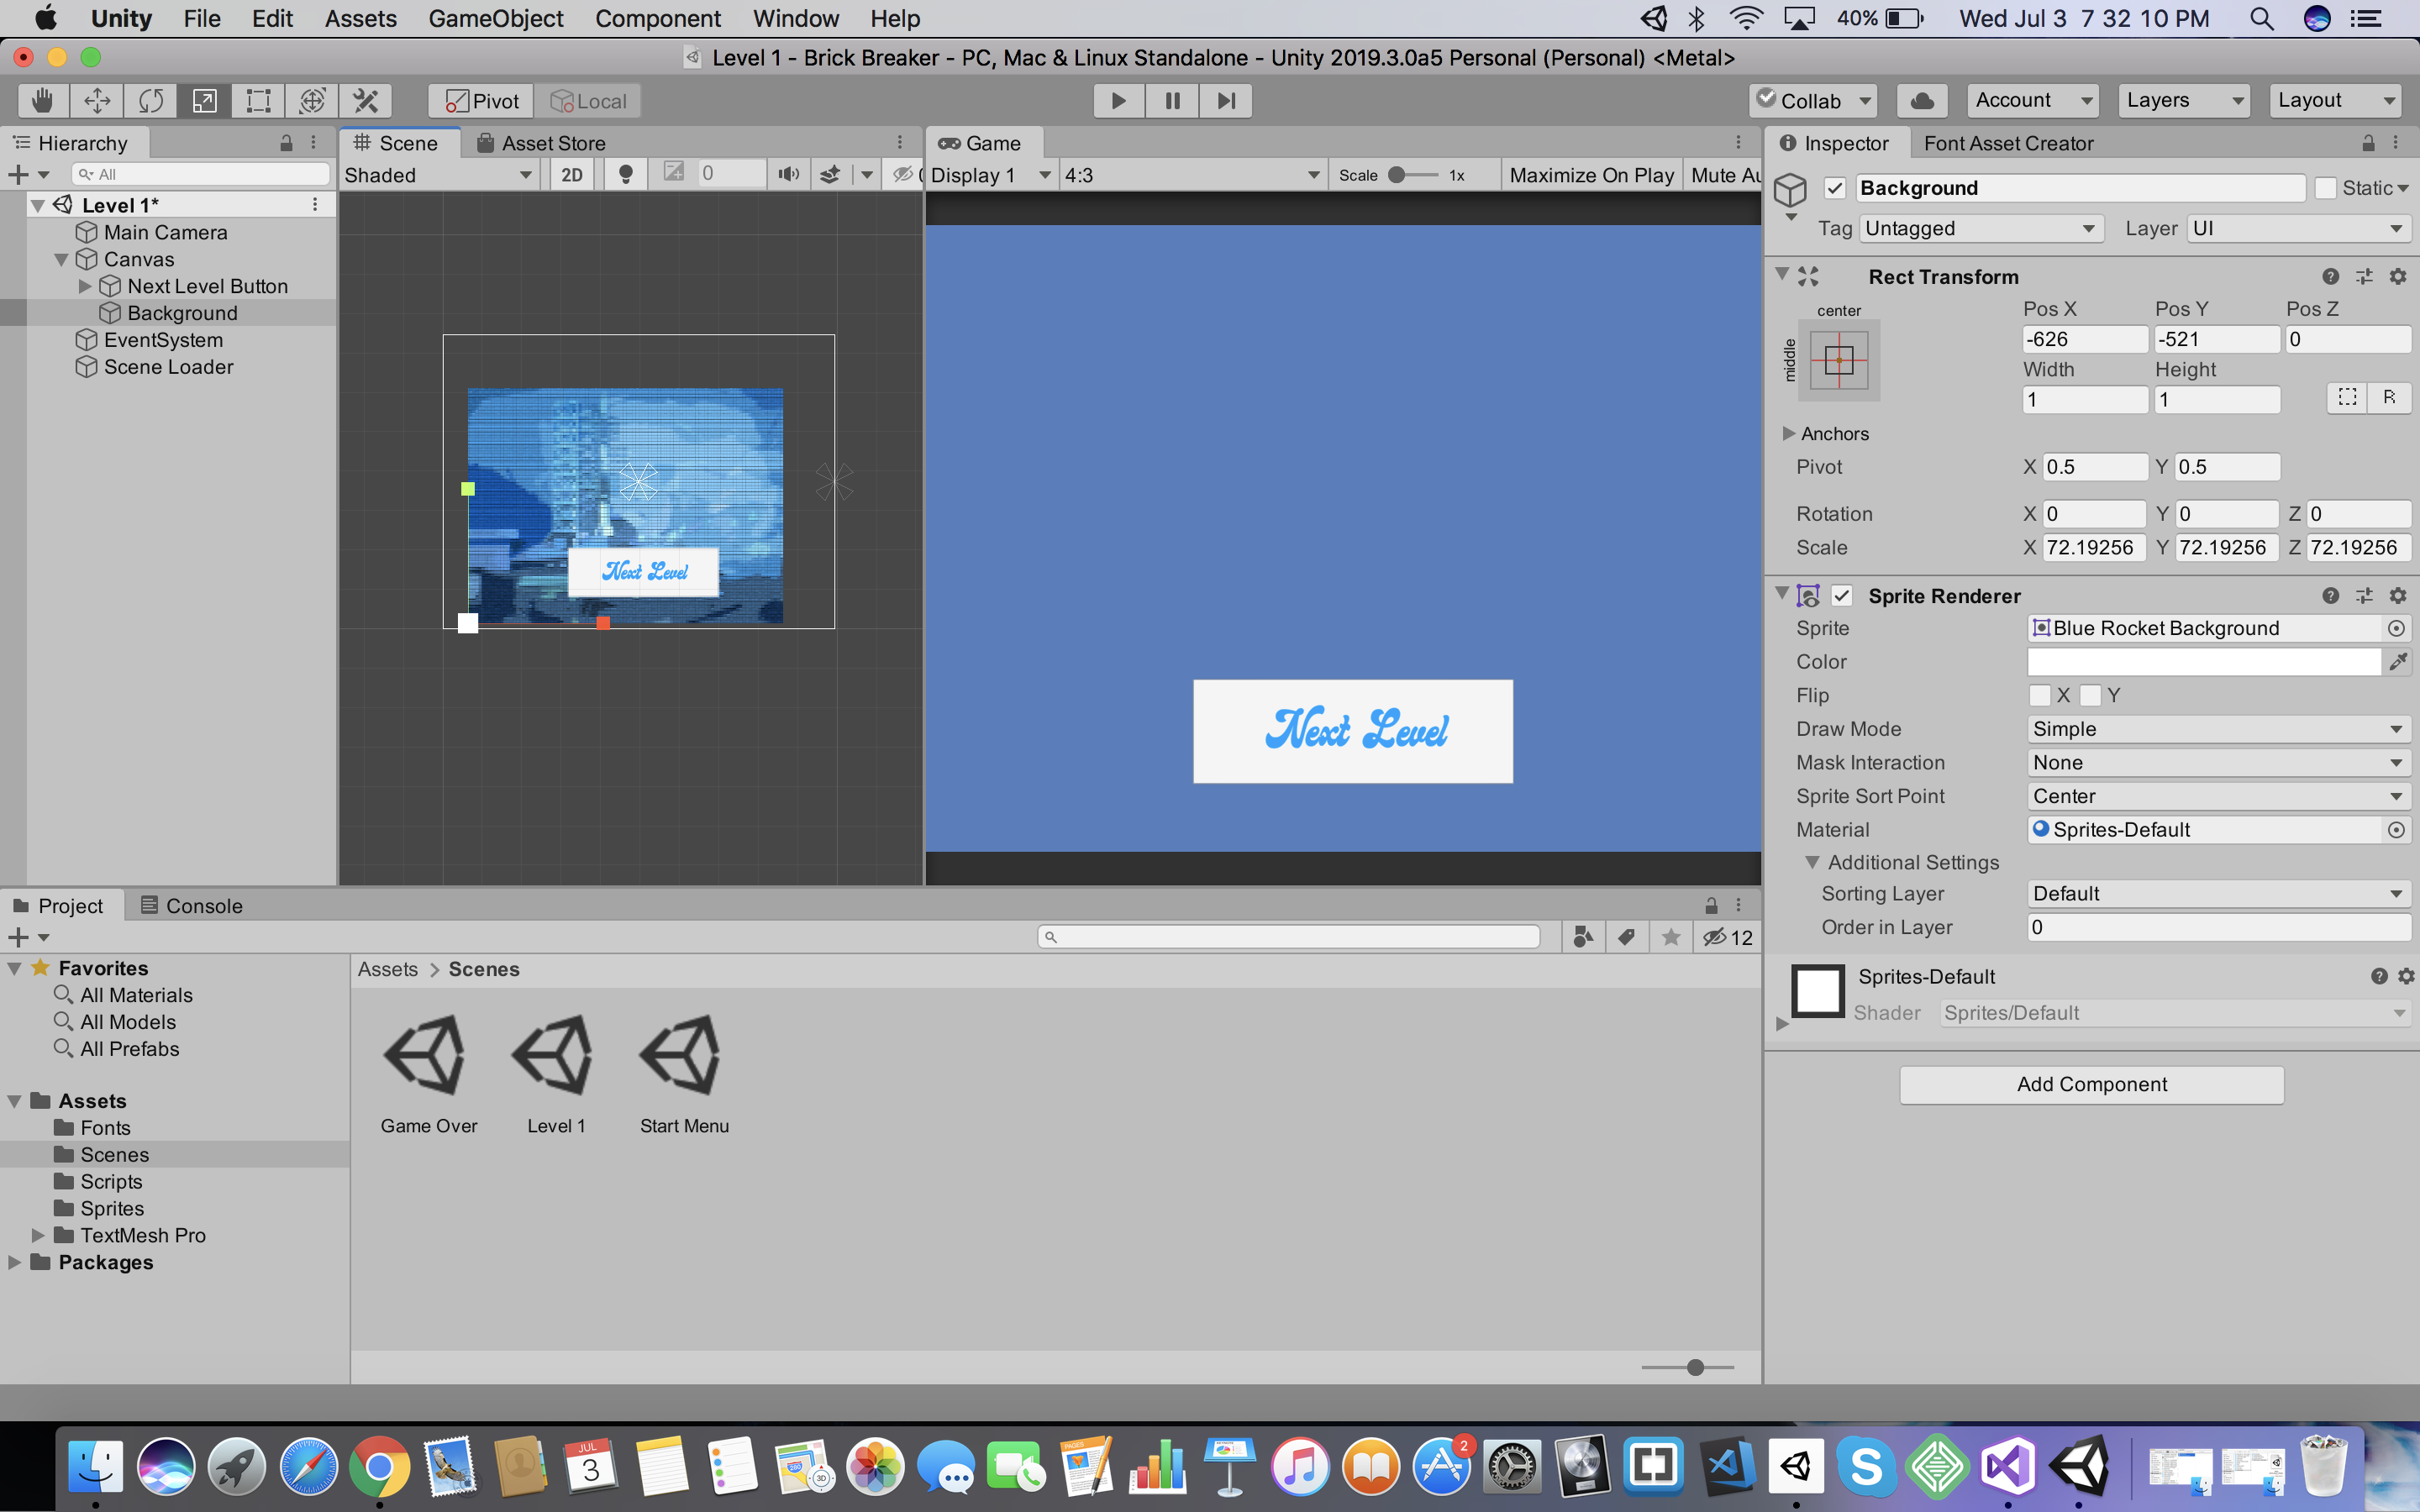 Unity File Edit Assets GameObject Component Window Help 40% Wed Jul 3 7 32 10 PM
Level 1 - Brick Breaker - PC, Mac & Linux Standalone - Unity 2019.3.0a5 Personal (Personal) <Metal>
Pivot Local Collab Account Layers Layout
Hierarchy Scene Asset Store Game Inspector Font Asset Creator
All Shaded 2D 0 Display 1 4:3 Scale 1x Maximize On Play Mute Au
Background Static
Level 1*
Main Camera
Tag Untagged Layer UI
Canvas
Next Level Button
Background
EventSystem
Scene Loader
Rect Transform
center
middle
Pos X Pos Y Pos Z
-626 -521 0
Width Height
1 1 R
Anchors
Pivot X 0.5 Y 0.5
Rotation X 0 Y 0 Z 0
Scale X 72.19256 Y 72.19256 Z 72.19256
Next Level
Next Level
Sprite Renderer
Sprite Blue Rocket Background
Color
Flip X Y
Draw Mode Simple
Mask Interaction None
Sprite Sort Point Center
Material Sprites-Default
Additional Settings
Sorting Layer Default
Order in Layer 0
Sprites-Default
Shader Sprites/Default
Add Component
Project Console
12
Favorites
All Materials
All Models
All Prefabs
Assets
Fonts
Scenes
Scripts
Sprites
TextMesh Pro
Packages
Assets > Scenes
Game Over Level 1 Start Menu
JUL
3
PAGES
2